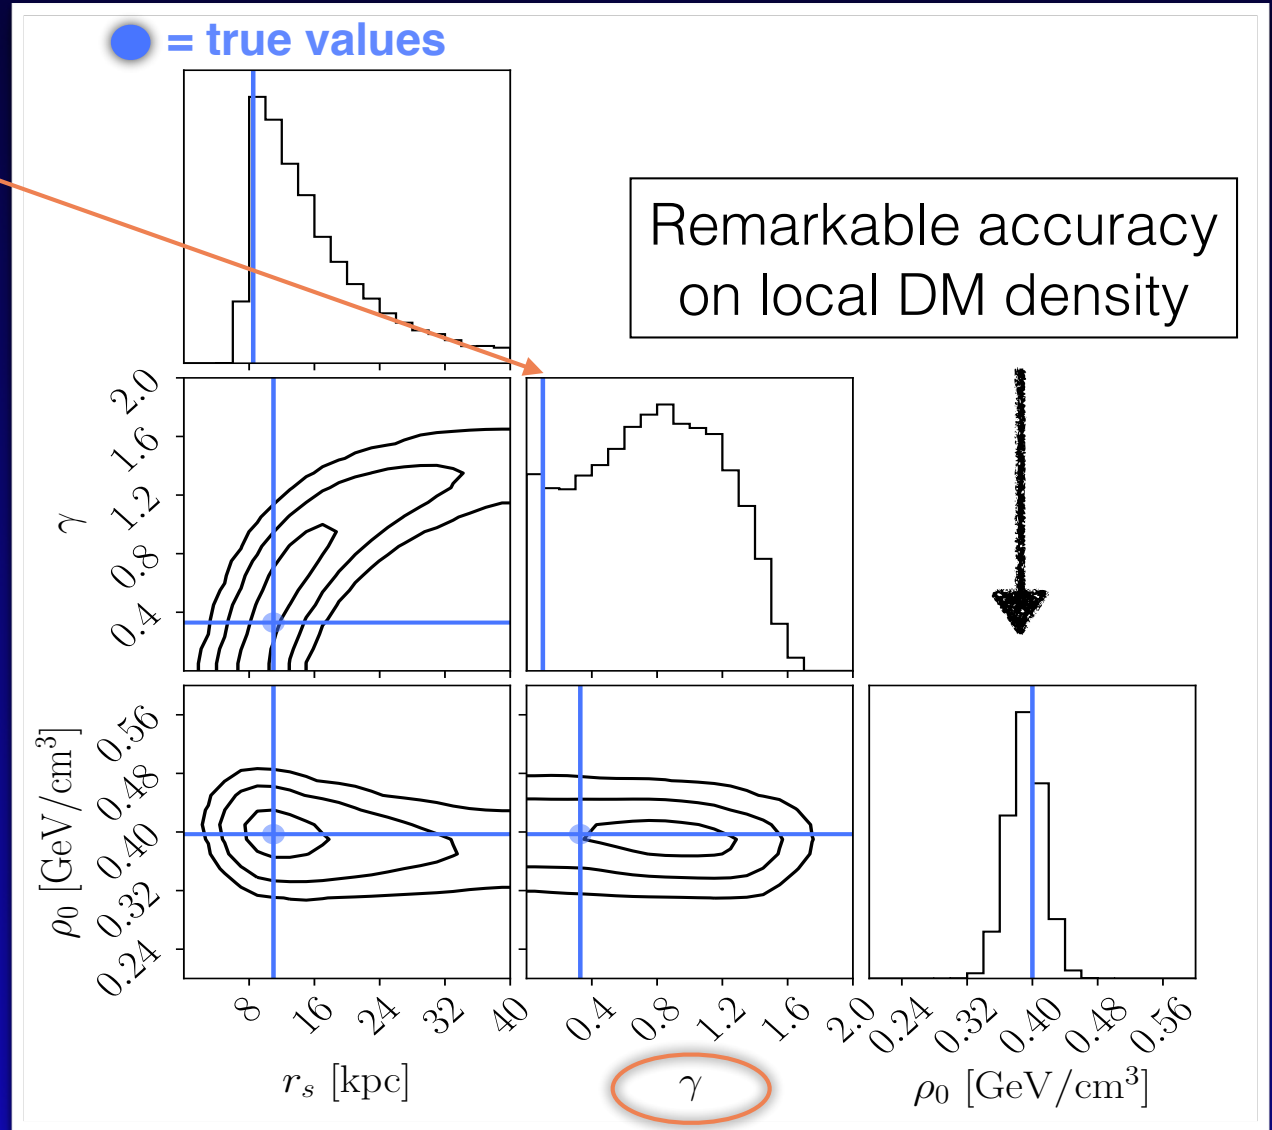 = true values
Remarkable accuracy
on local DM density
2.0
1.6
1.2
0.8
0.4
γ
0.56
0.48
0.40
0.32
0.24
ρ₀ [GeV/cm³]
8 16 24 32 40
0.4 0.8 1.2 1.6 2.0
0.24 0.32 0.40 0.48 0.56
r_s [kpc]
γ
ρ₀ [GeV/cm³]